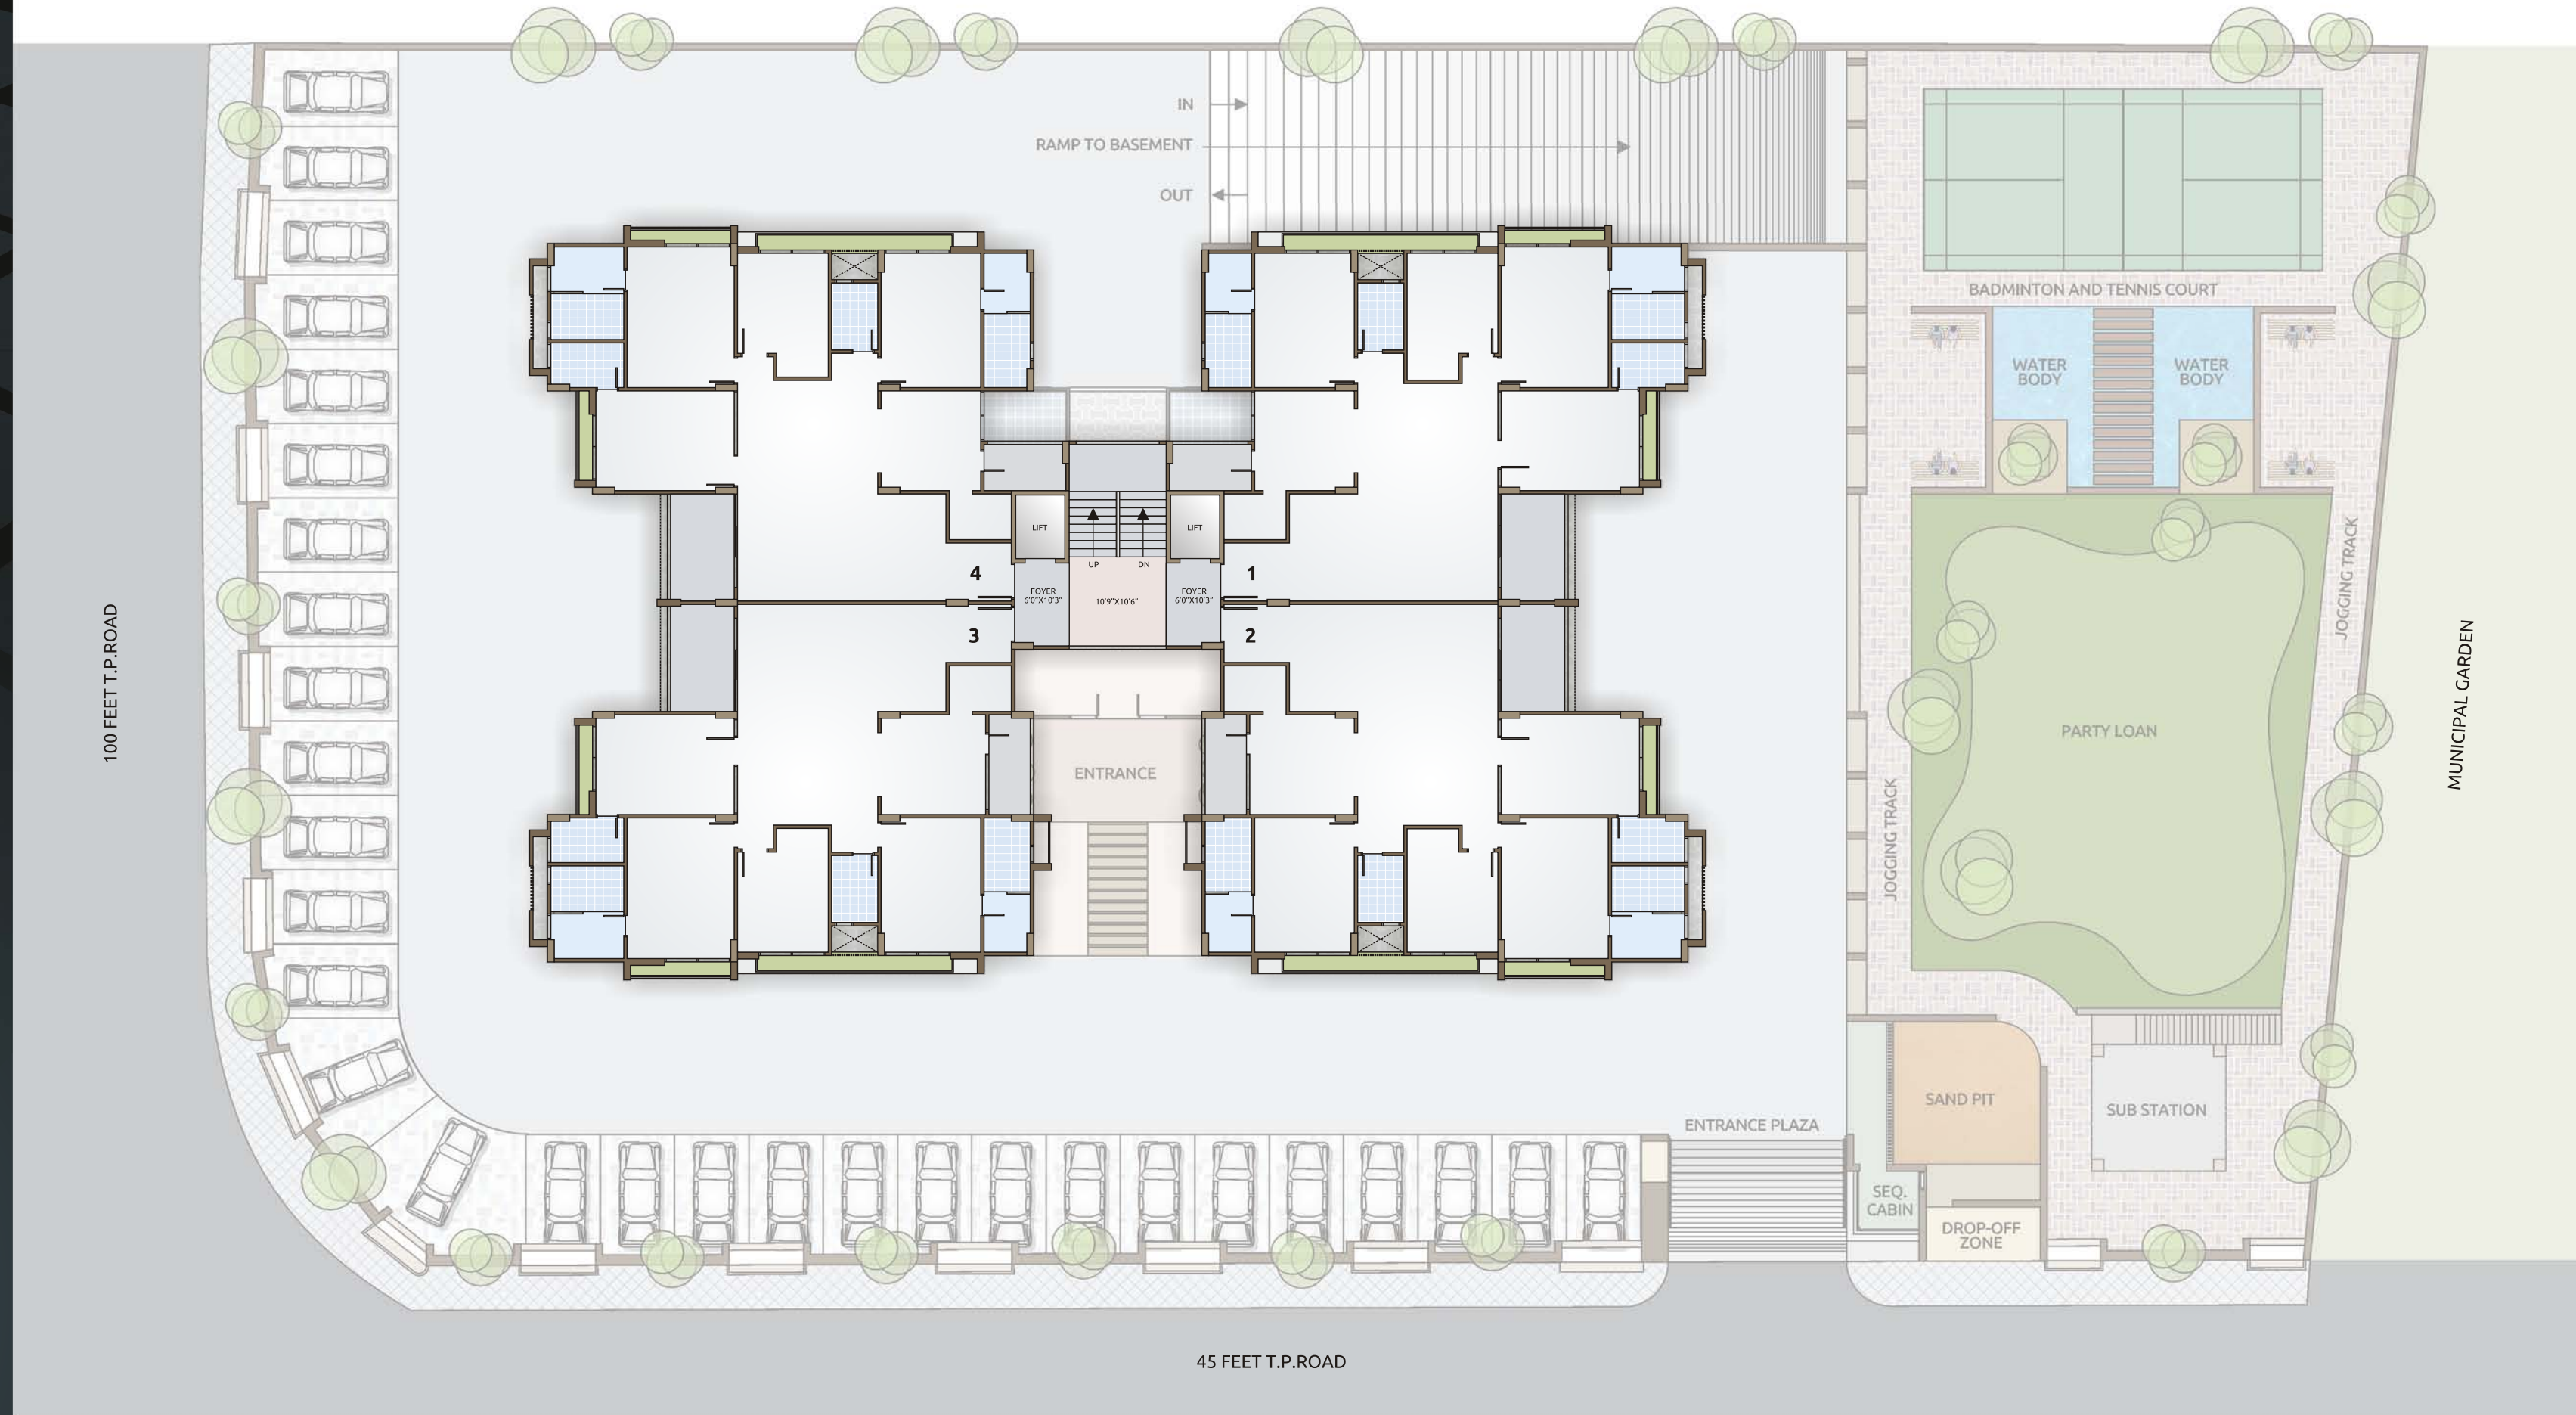 IN
RAMP TO BASEMENT
OUT
BADMINTON AND TENNIS COURT
WATER
BODY
WATER
BODY
LIFT
LIFT
UP
DN
4
1
FOYER
6'0"X10'3"
10'9"X10'6"
FOYER
6'0"X10'3"
3
2
JOGGING TRACK
100 FEET T.P.ROAD
MUNICIPAL GARDEN
PARTY LOAN
ENTRANCE
JOGGING TRACK
SAND PIT
SUB STATION
ENTRANCE PLAZA
SEQ.
CABIN
DROP-OFF
ZONE
45 FEET T.P.ROAD